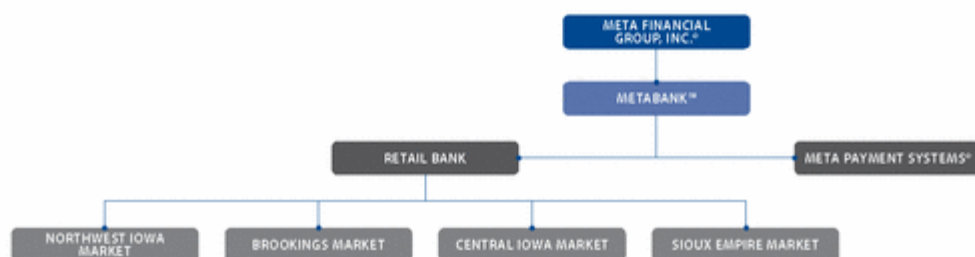 META FINANCIAL
GROUP, INC.®
METABANK™
RETAIL BANK
META PAYMENT SYSTEMS®
NORTHWEST IOWA
MARKET
BROOKINGS MARKET
CENTRAL IOWA MARKET
SIOUX EMPIRE MARKET